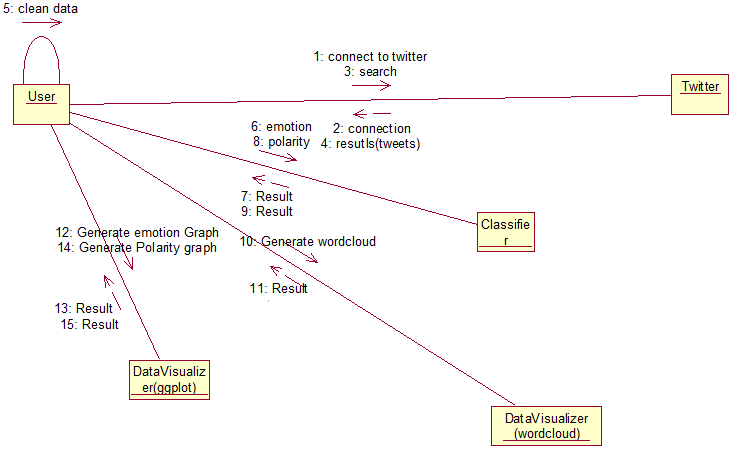 5: clean data
User
1: connect to twitter
3: search
Twitter
2: connection
4: resutls(tweets)
6: emotion
8: polarity
7: Result
9: Result
Classifie
r
12: Generate emotion Graph
14: Generate Polarity graph
10: Generate wordcloud
11: Result
13: Result
15: Result
DataVisualiz
er(ggplot)
DataVisualizer
(wordcloud)